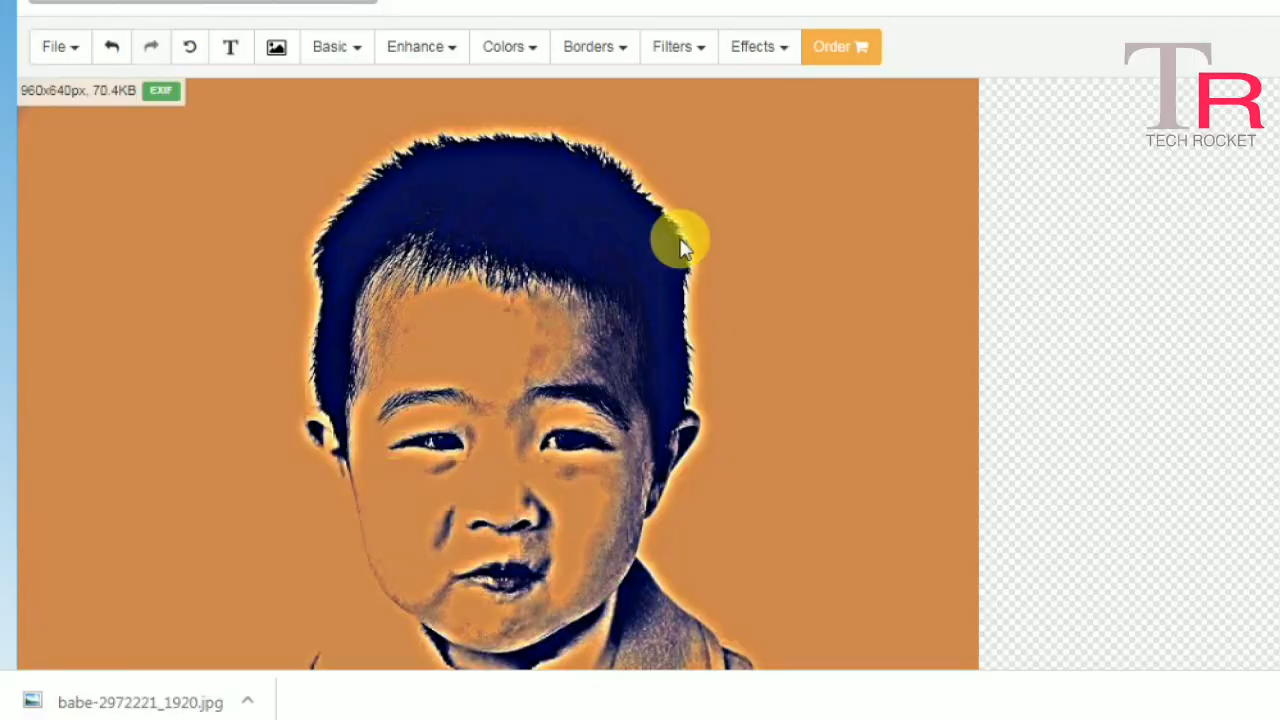 File Basic Enhance Colors Borders Filters Effects Order
960x640px, 70.4KB EXIF
TR
TECH ROCKET
babe-2972221_1920.jpg